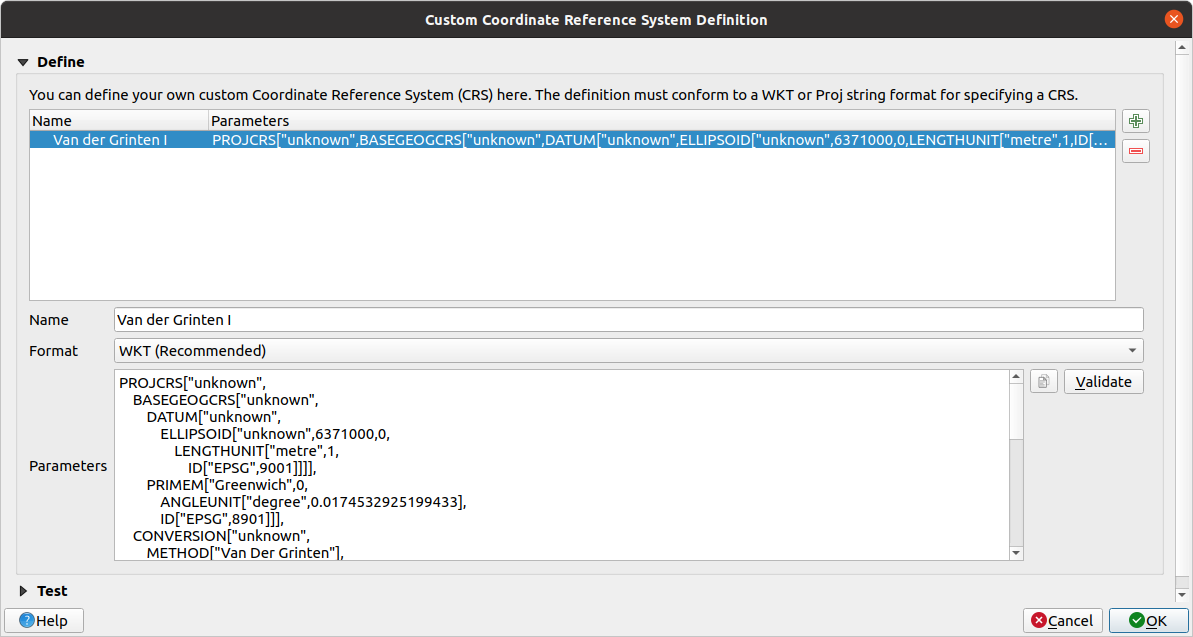 Custom Coordinate Reference System Definition
Define
You can define your own custom Coordinate Reference System (CRS) here. The definition must conform to a WKT or Proj string format for specifying a CRS.
Name Parameters
Van der Grinten I PROJCRS["unknown",BASEGEOGCRS["unknown",DATUM["unknown",ELLIPSOID["unknown",6371000,0,LENGTHUNIT["metre",1,ID[...
Name Van der Grinten I
Format WKT (Recommended)
Validate
Parameters
PROJCRS["unknown",
BASEGEOGCRS["unknown",
DATUM["unknown",
ELLIPSOID["unknown",6371000,0,
LENGTHUNIT["metre",1,
ID["EPSG",9001]]]],
PRIMEM["Greenwich",0,
ANGLEUNIT["degree",0.0174532925199433],
ID["EPSG",8901]]],
CONVERSION["unknown",
METHOD["Van Der Grinten"],
Test
Help Cancel OK